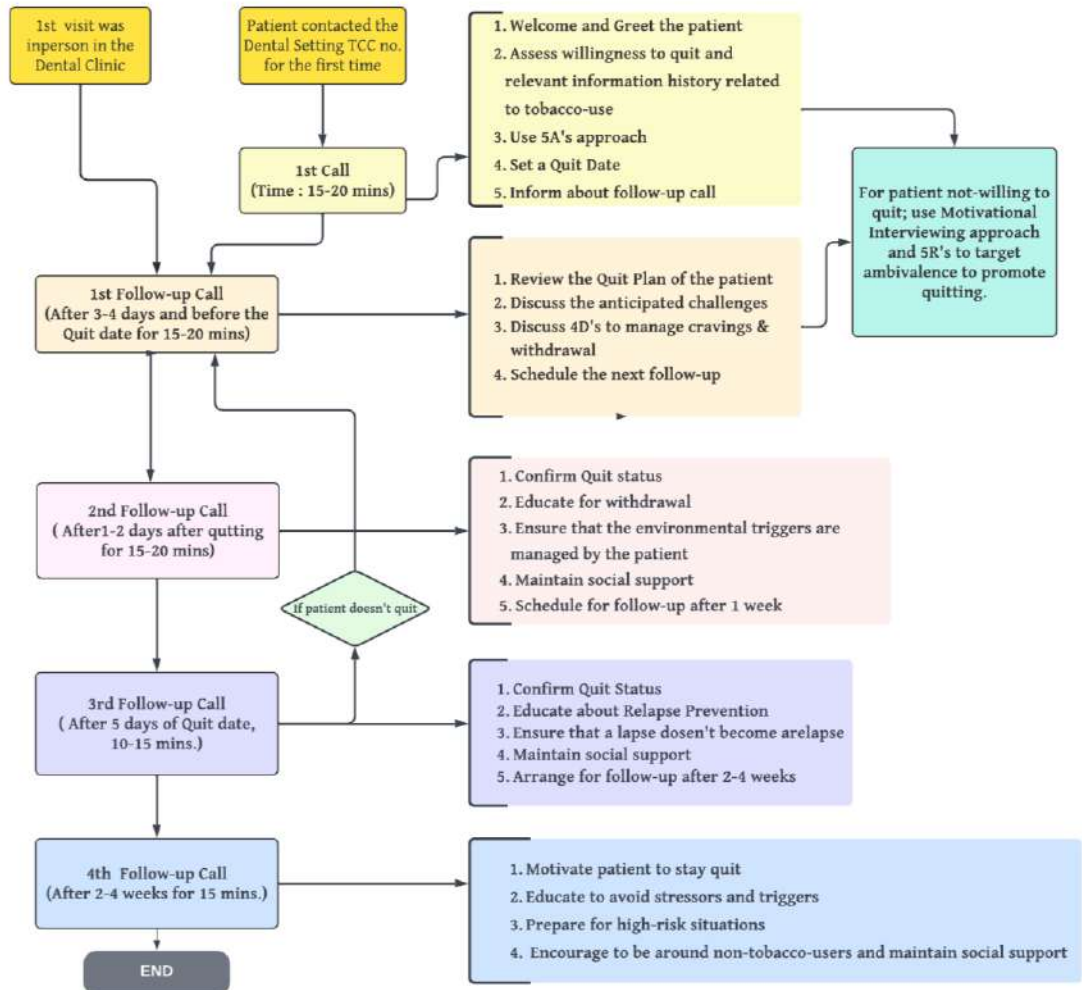 1st visit was
inperson in the
Dental Clinic
Patient contacted the
Dental Setting TCC no.
for the first time
1. Welcome and Greet the patient
2. Assess willingness to quit and
relevant information history related
to tobacco-use
3. Use 5A's approach
4. Set a Quit Date
5. Inform about follow-up call
1st Call
(Time : 15-20 mins)
For patient not-willing to
quit; use Motivational
Interviewing approach
and 5R's to target
ambivalence to promote
quitting.
1st Follow-up Call
(After 3-4 days and before the
Quit date for 15-20 mins)
1. Review the Quit Plan of the patient
2. Discuss the anticipated challenges
3. Discuss 4D's to manage cravings &
withdrawal
4. Schedule the next follow-up
2nd Follow-up Call
( After1-2 days after qutting
for 15-20 mins)
1. Confirm Quit status
2. Educate for withdrawal
3. Ensure that the environmental triggers are
managed by the patient
4. Maintain social support
5. Schedule for follow-up after 1 week
If patient doesn't quit
3rd Follow-up Call
( After 5 days of Quit date,
10-15 mins.)
1. Confirm Quit Status
2. Educate about Relapse Prevention
3. Ensure that a lapse dosen't become arelapse
4. Maintain social support
5. Arrange for follow-up after 2-4 weeks
4th Follow-up Call
(After 2-4 weeks for 15 mins.)
1. Motivate patient to stay quit
2. Educate to avoid stressors and triggers
3. Prepare for high-risk situations
4. Encourage to be around non-tobacco-users and maintain social support
END